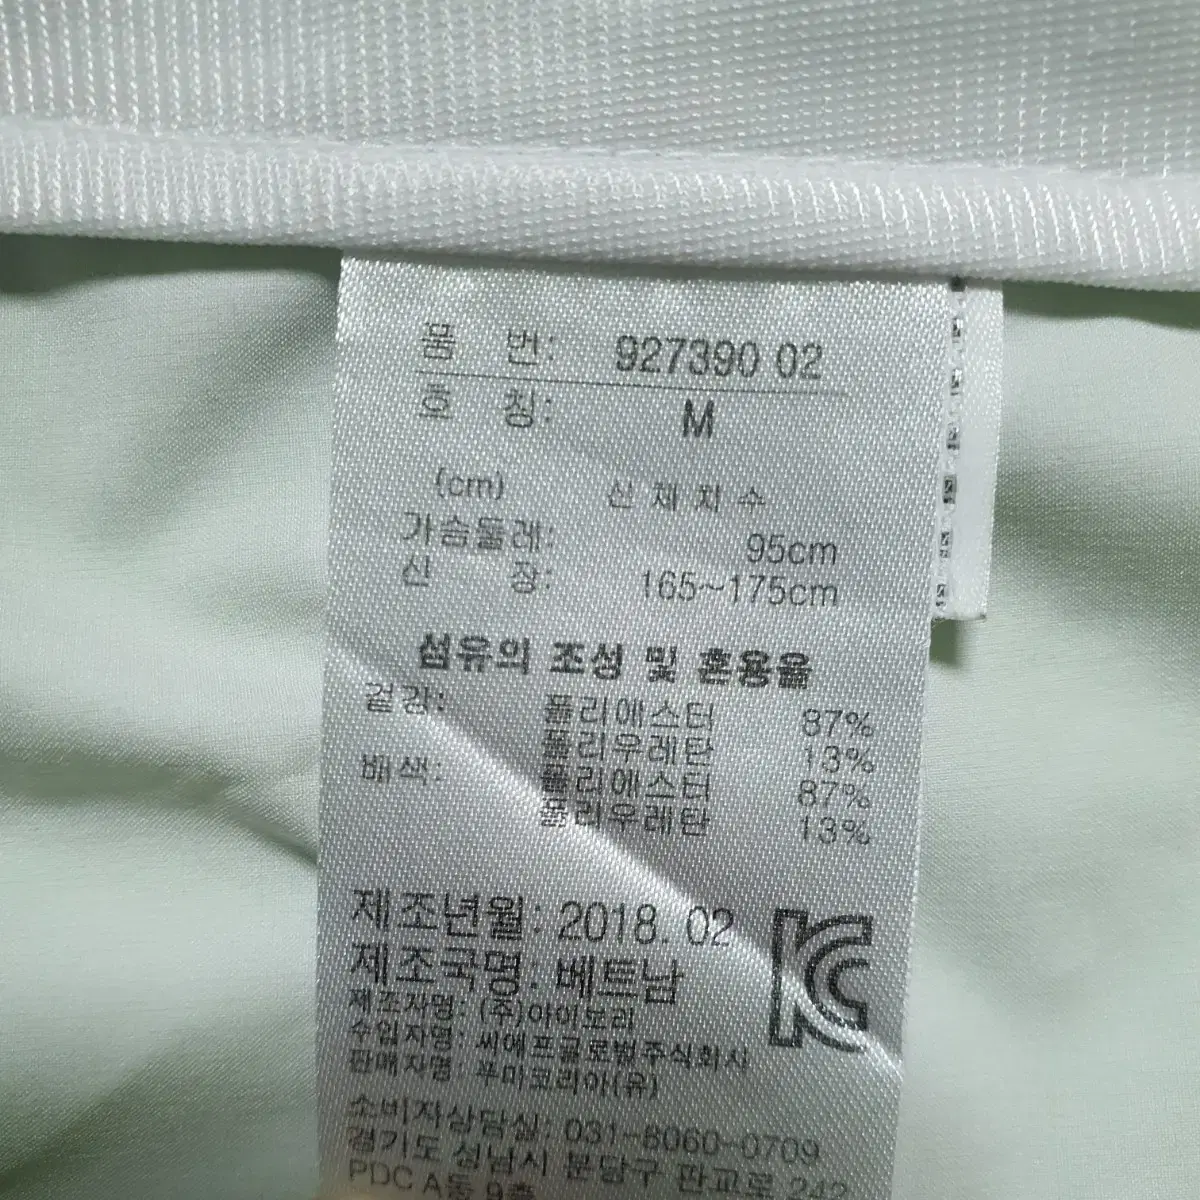 품 번: 927390 02
호 칭: M
(cm) 신체치수
가슴둘레: 95cm
신 장: 165~175cm
섬유의 조성 및 혼용율
겉감: 폴리에스터 87%
폴리우레탄 13%
배색: 폴리에스터 87%
폴리우레탄 13%
제조년월: 2018. 02
제조국명: 베트남
제조자명: (주)아이보리
수입자명: 씨에프글로벌주식회사
판매자명: 푸마코리아(유)
소비자상담실: 031-8060-0709
경기도 성남시 분당구 판교로 242
PDC A동 9층
KC